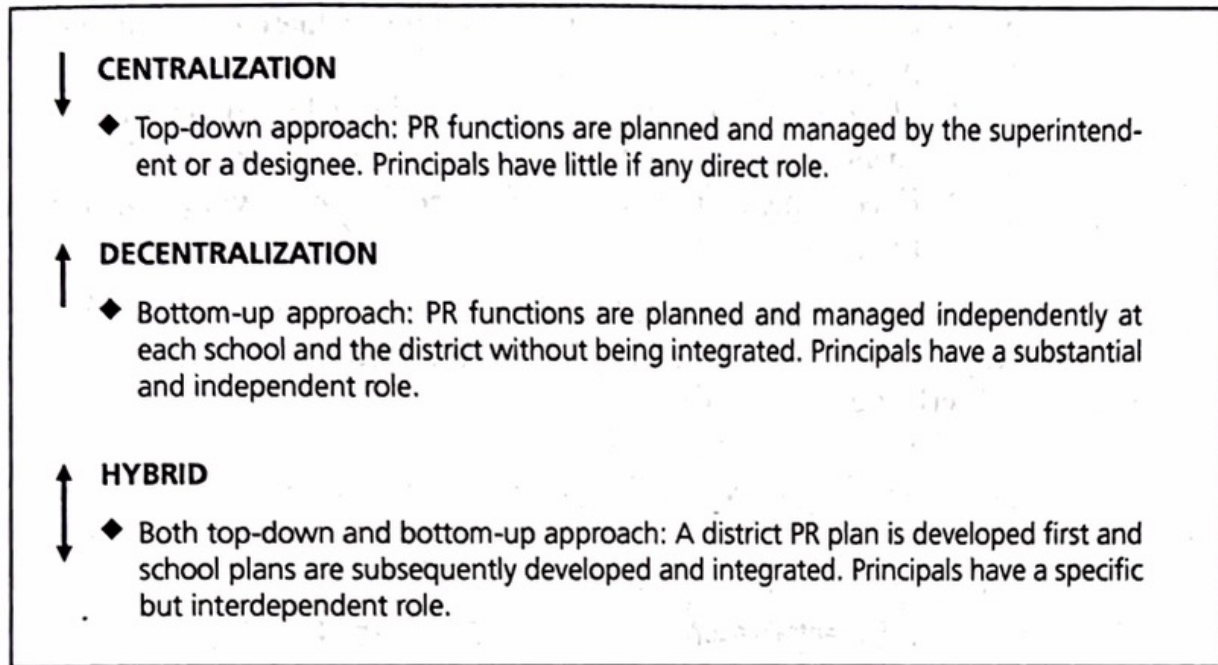 CENTRALIZATION
◆ Top-down approach: PR functions are planned and managed by the superintend-
ent or a designee. Principals have little if any direct role.
DECENTRALIZATION
◆ Bottom-up approach: PR functions are planned and managed independently at
each school and the district without being integrated. Principals have a substantial
and independent role.
HYBRID
◆ Both top-down and bottom-up approach: A district PR plan is developed first and
school plans are subsequently developed and integrated. Principals have a specific
but interdependent role.